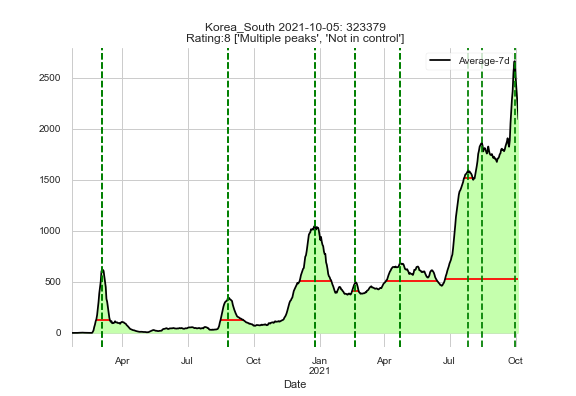 Korea_South 2021-10-05: 323379
Rating:8 ['Multiple peaks', 'Not in control']
Average-7d
2500
2000
1500
1000
500
0
Apr
Jul
Oct
Jan
2021
Apr
Jul
Oct
Date